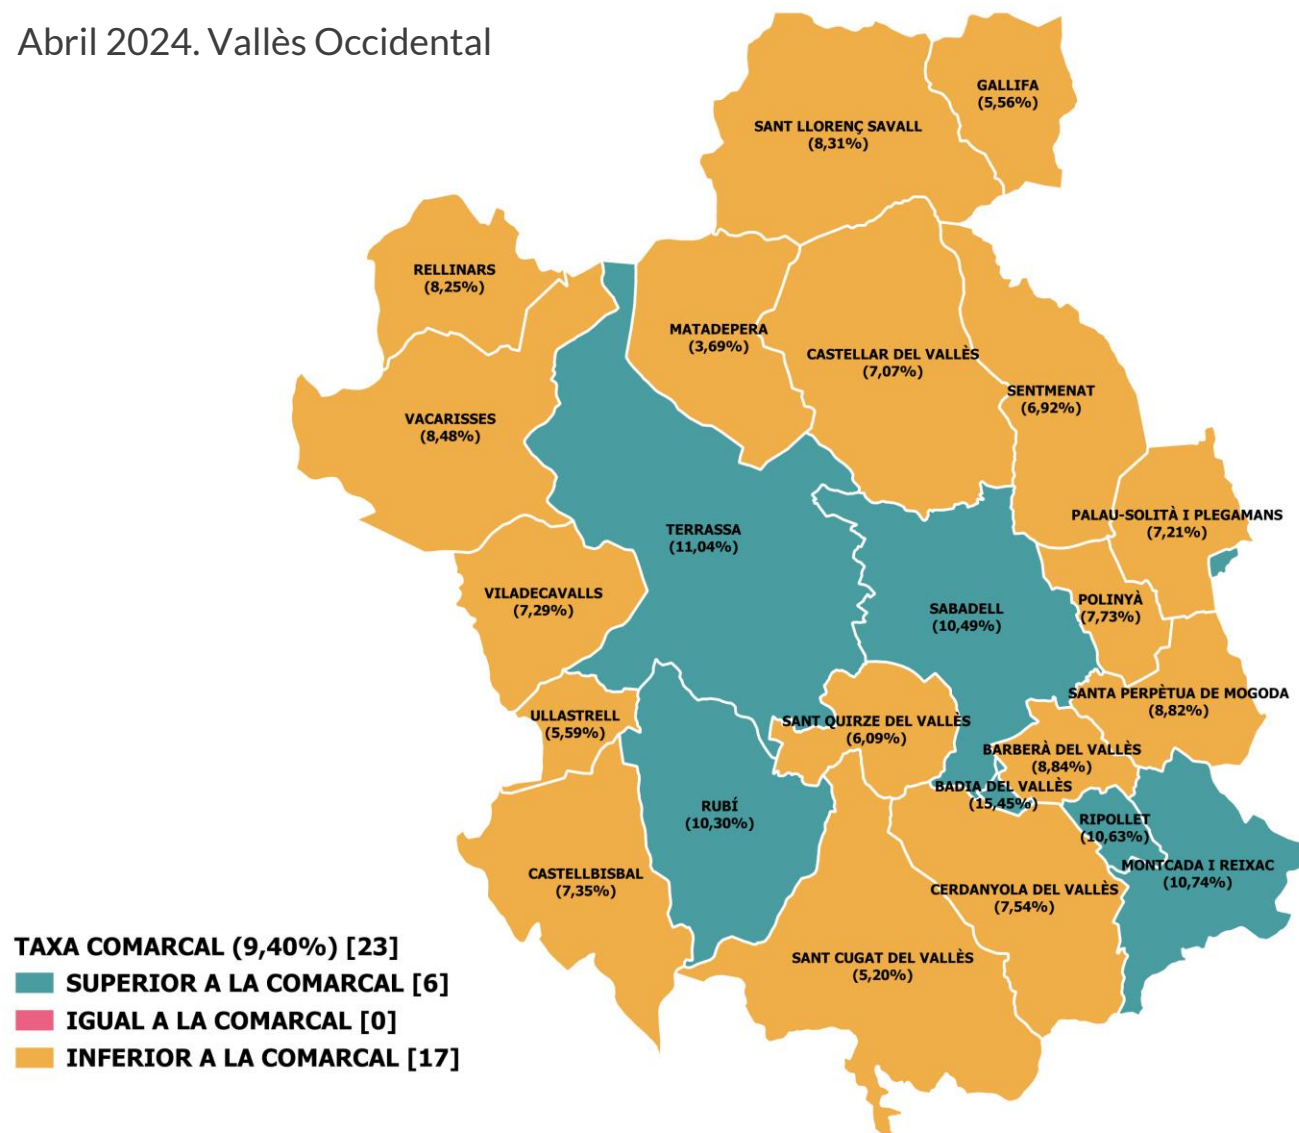 Abril 2024. Vallès Occidental
GALLIFA
(5,56%)
SANT LLORENÇ SAVALL
(8,31%)
RELLINARS
(8,25%)
MATADEPERA
(3,69%)
CASTELLAR DEL VALLÈS
(7,07%)
SENTMENAT
(6,92%)
VACARISSES
(8,48%)
PALAU-SOLITÀ I PLEGAMANS
(7,21%)
TERRASSA
(11,04%)
VILADECAVALLS
(7,29%)
SABADELL
(10,49%)
POLINYÀ
(7,73%)
SANTA PERPÈTUA DE MOGODA
(8,82%)
ULLASTRELL
(5,59%)
SANT QUIRZE DEL VALLÈS
(6,09%)
BARBERÀ DEL VALLÈS
(8,84%)
BADIA DEL VALLÈS
(15,45%)
RUBÍ
(10,30%)
RIPOLLET
(10,63%)
MONTCADA I REIXAC
(10,74%)
CASTELLBISBAL
(7,35%)
CERDANYOLA DEL VALLÈS
(7,54%)
SANT CUGAT DEL VALLÈS
(5,20%)
TAXA COMARCAL (9,40%) [23]
SUPERIOR A LA COMARCAL [6]
IGUAL A LA COMARCAL [0]
INFERIOR A LA COMARCAL [17]